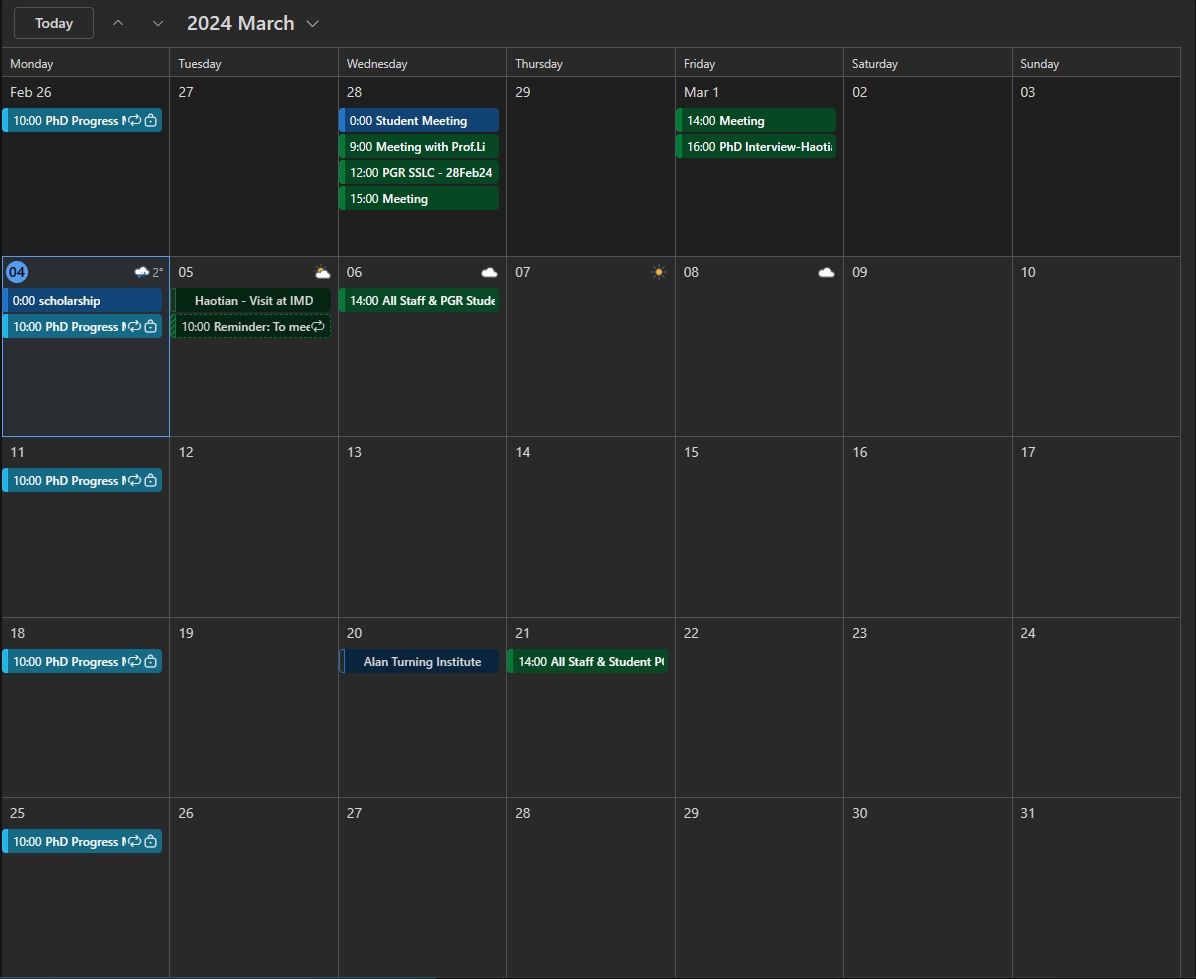 Today 2024 March
Monday Tuesday Wednesday Thursday Friday Saturday Sunday
Feb 26 27 28 29 Mar 1 02 03
10:00 PhD Progress
0:00 Student Meeting
9:00 Meeting with Prof.Li
12:00 PGR SSLC - 28Feb24
15:00 Meeting
14:00 Meeting
16:00 PhD Interview-Haoti
04 2° 05 06 07 08 09 10
0:00 scholarship
10:00 PhD Progress
Haotian - Visit at IMD
10:00 Reminder: To mee
14:00 All Staff & PGR Stude
11 12 13 14 15 16 17
10:00 PhD Progress
18 19 20 21 22 23 24
10:00 PhD Progress
Alan Turning Institute
14:00 All Staff & Student P
25 26 27 28 29 30 31
10:00 PhD Progress